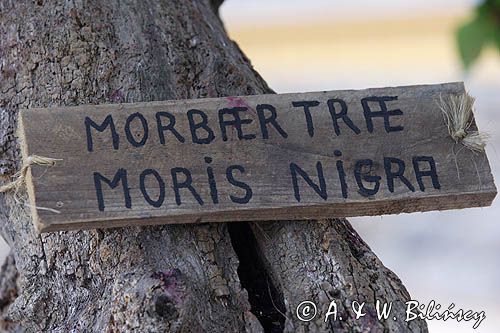 MORBÆRTRÆ
MORiS NiGRA
© A. & W. Bilińscy